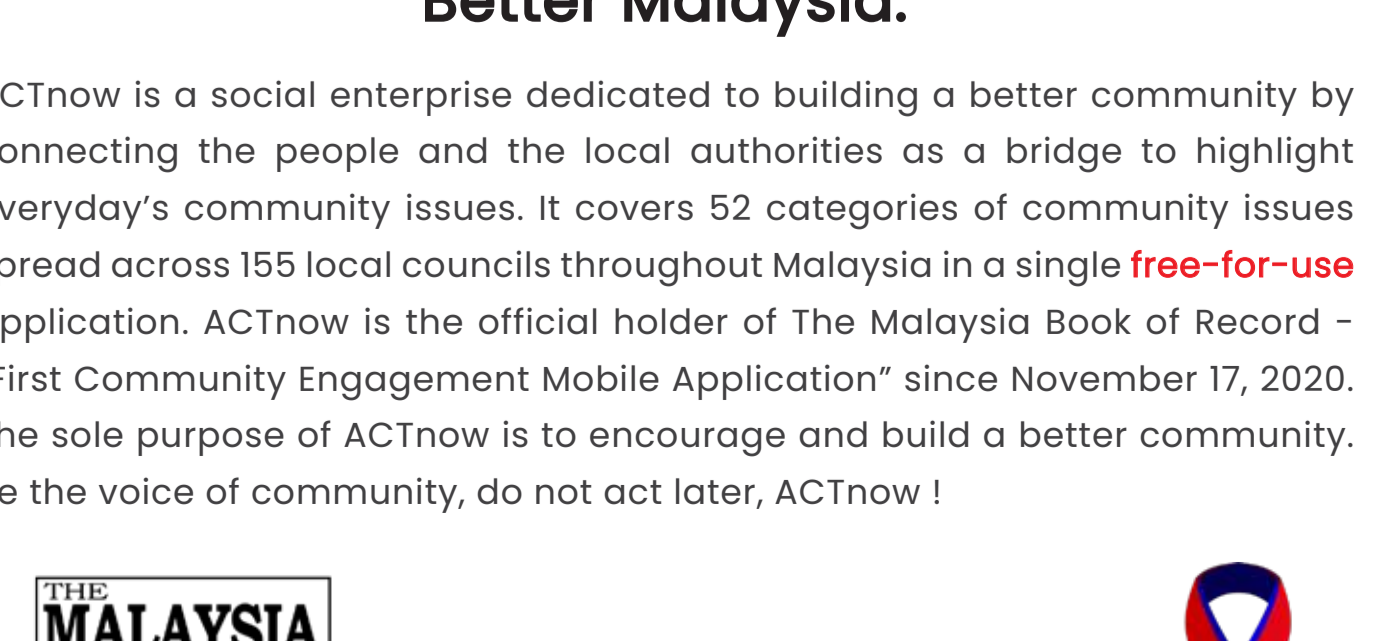 Better Malaysia.
CTnow is a social enterprise dedicated to building a better community by
onnecting the people and the local authorities as a bridge to highlight
veryday’s community issues. It covers 52 categories of community issues
pread across 155 local councils throughout Malaysia in a single free-for-use
pplication. ACTnow is the official holder of The Malaysia Book of Record -
First Community Engagement Mobile Application” since November 17, 2020.
he sole purpose of ACTnow is to encourage and build a better community.
e the voice of community, do not act later, ACTnow !
THE
MALAYSIA